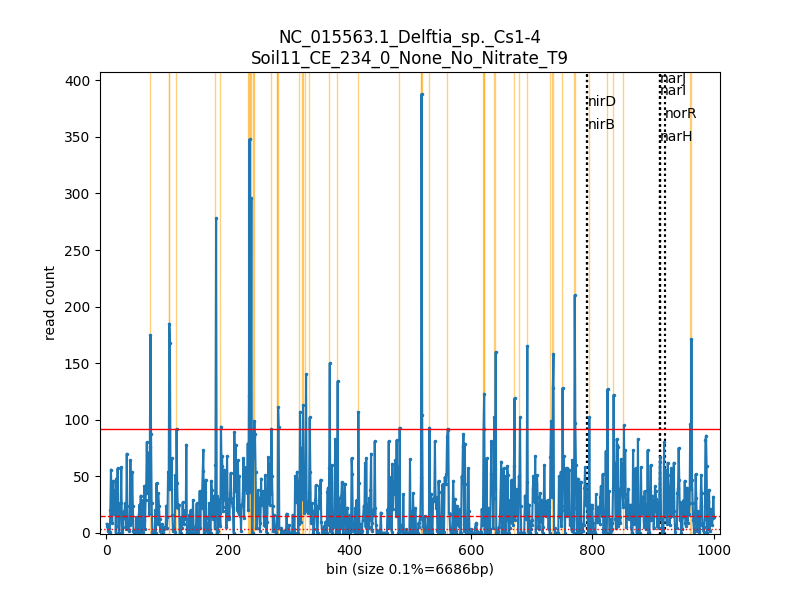 NC_015563.1_Delftia_sp._Cs1-4
Soil11_CE_234_0_None_No_Nitrate_T9
400
350
300
250
200
150
100
50
0
read count
narJ
narI
nirD
norR
nirB
narH
0 200 400 600 800 1000
bin (size 0.1%=6686bp)